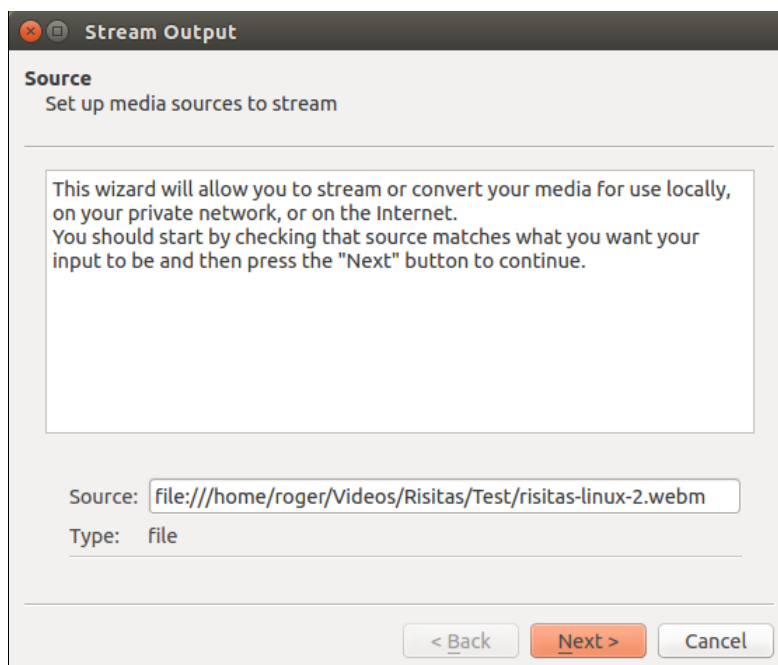 Stream Output
Source
Set up media sources to stream
This wizard will allow you to stream or convert your media for use locally,
on your private network, or on the Internet.
You should start by checking that source matches what you want your
input to be and then press the "Next" button to continue.
Source: file:///home/roger/Videos/Risitas/Test/risitas-linux-2.webm
Type: file
< Back Next > Cancel